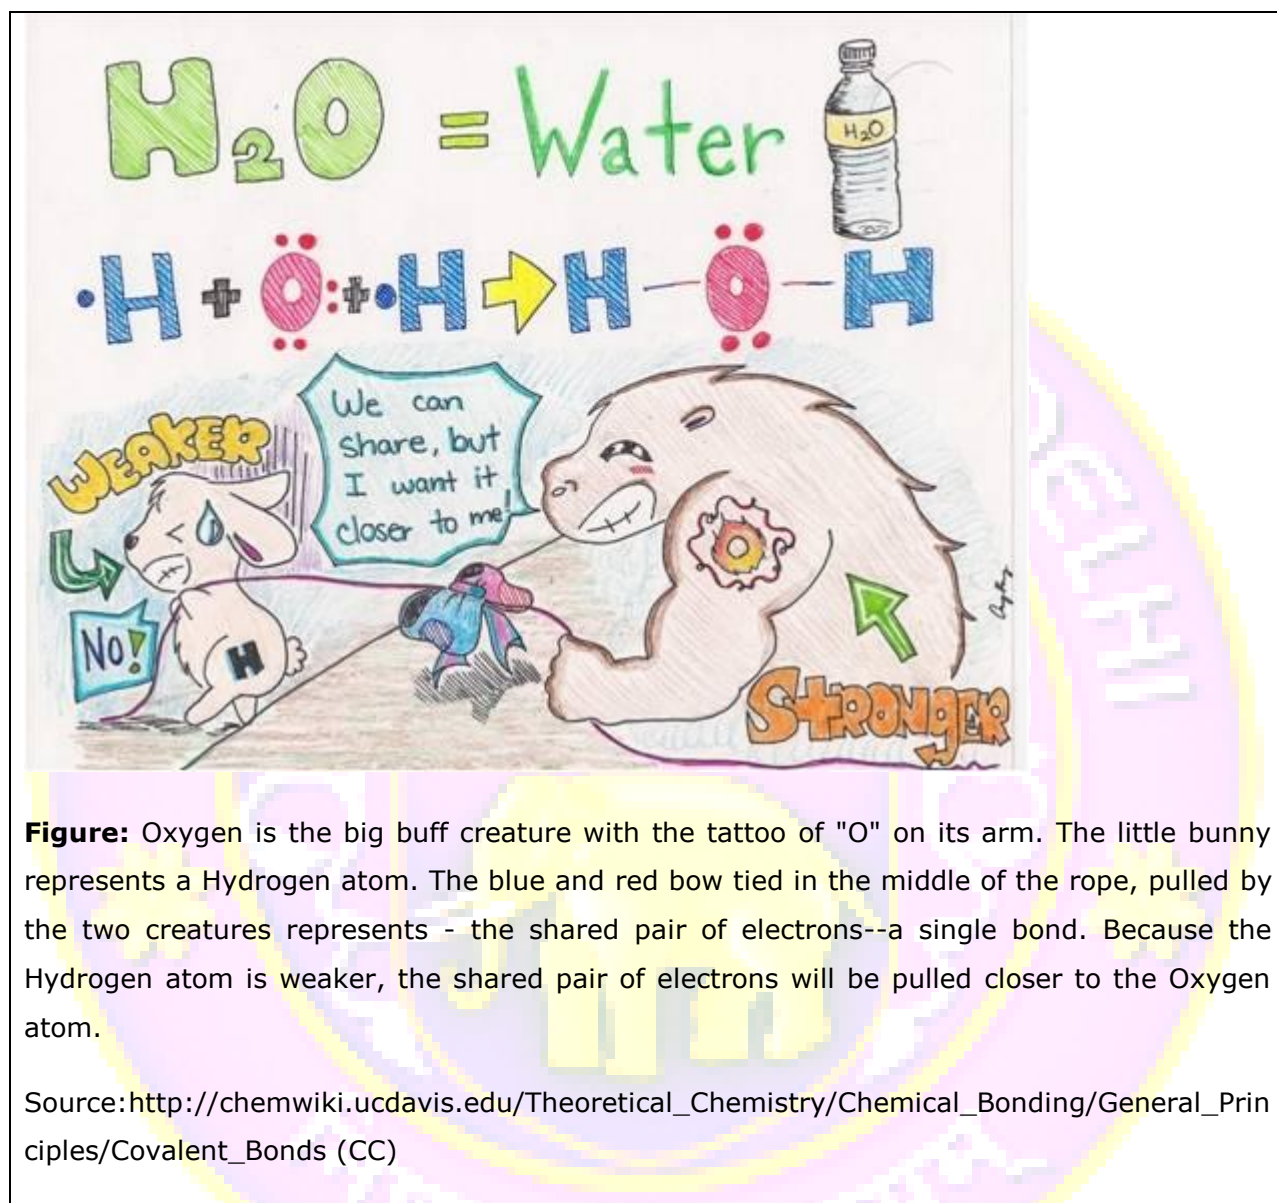 H₂O = Water
H₂O
·H + O + ·H → H — O — H
WEAKER
We can
share, but
I want it
closer to me!
NO!
H
STRONGER
Figure: Oxygen is the big buff creature with the tattoo of "O" on its arm. The little bunny
represents a Hydrogen atom. The blue and red bow tied in the middle of the rope, pulled by
the two creatures represents - the shared pair of electrons--a single bond. Because the
Hydrogen atom is weaker, the shared pair of electrons will be pulled closer to the Oxygen
atom.
Source:http://chemwiki.ucdavis.edu/Theoretical_Chemistry/Chemical_Bonding/General_Prin
ciples/Covalent_Bonds (CC)
DELHI